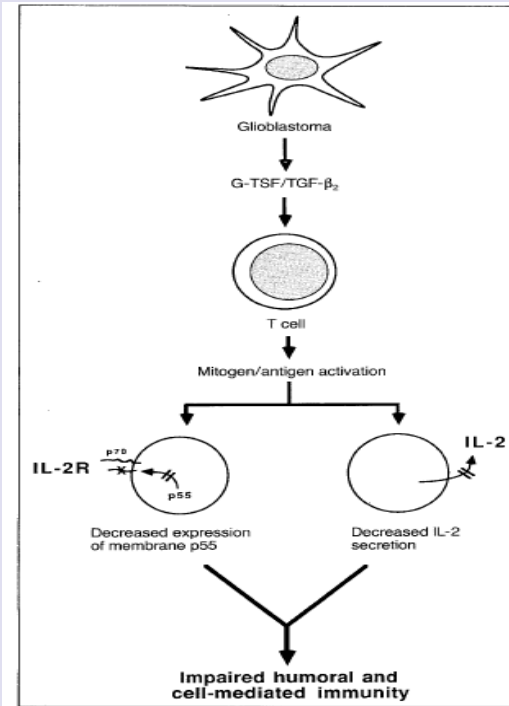 Glioblastoma
G-TSF/TGF-β₂
T cell
Mitogen/antigen activation
p70
IL-2R
p55
IL-2
Decreased expression
of membrane p55
Decreased IL-2
secretion
Impaired humoral and
cell-mediated immunity